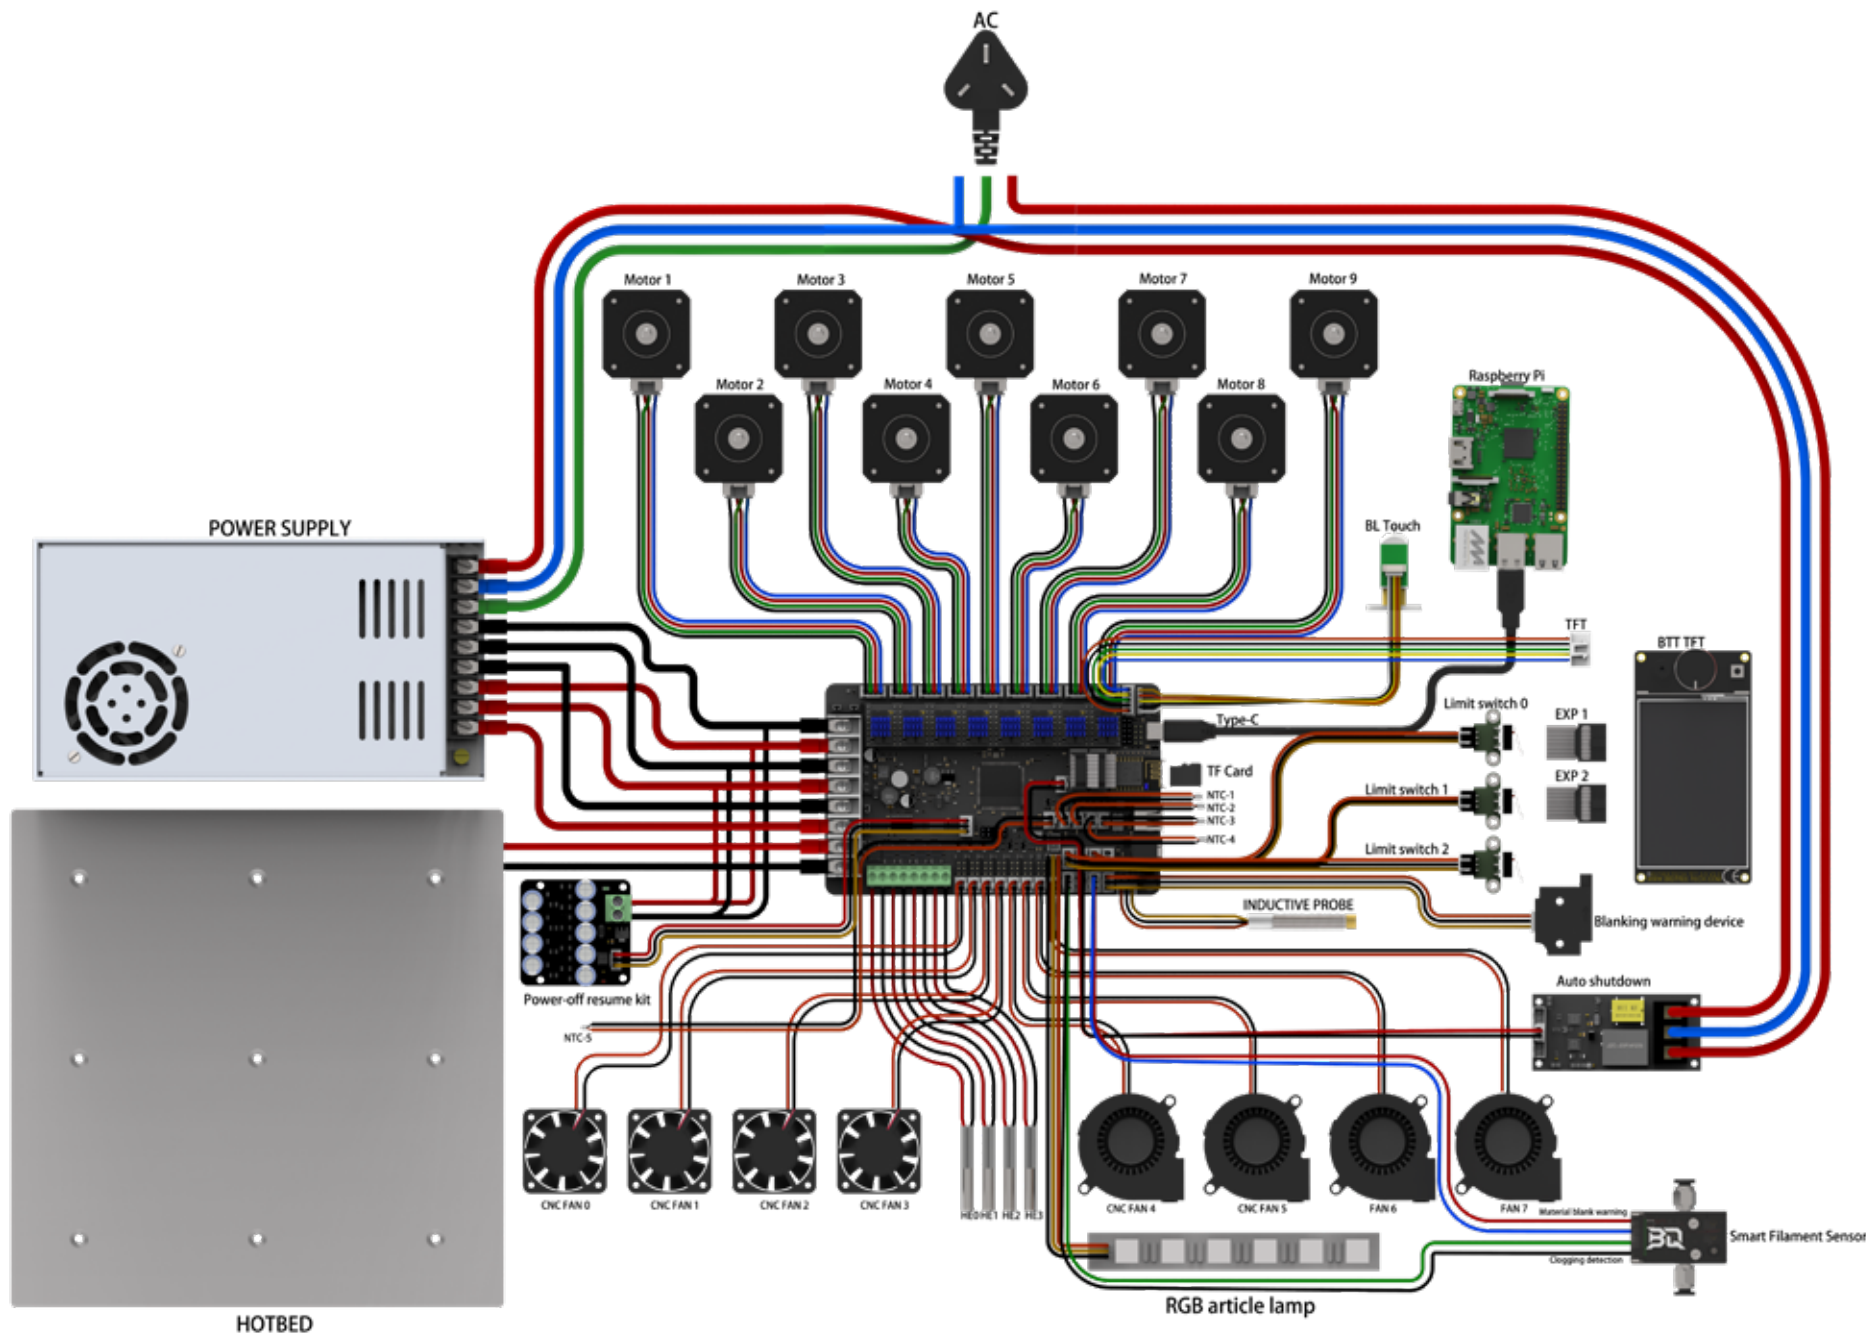 AC
Motor 1
Motor 3
Motor 5
Motor 7
Motor 9
Motor 2
Motor 4
Motor 6
Motor 8
Raspberry Pi
POWER SUPPLY
BL Touch
TFT
BTT TFT
Limit switch 0
EXP 1
Type-C
TF Card
EXP 2
Limit switch 1
NTC-1
NTC-2
NTC-3
NTC-4
Limit switch 2
INDUCTIVE PROBE
Blanking warning device
Power-off resume kit
Auto shutdown
NTC-5
CNC FAN 0
CNC FAN 1
CNC FAN 2
CNC FAN 3
HE0
HE1
HE2
HE3
CNC FAN 4
CNC FAN 5
FAN 6
FAN 7
Material blank warning
BQ
Smart Filament Sensor
Clogging detection
RGB article lamp
HOTBED